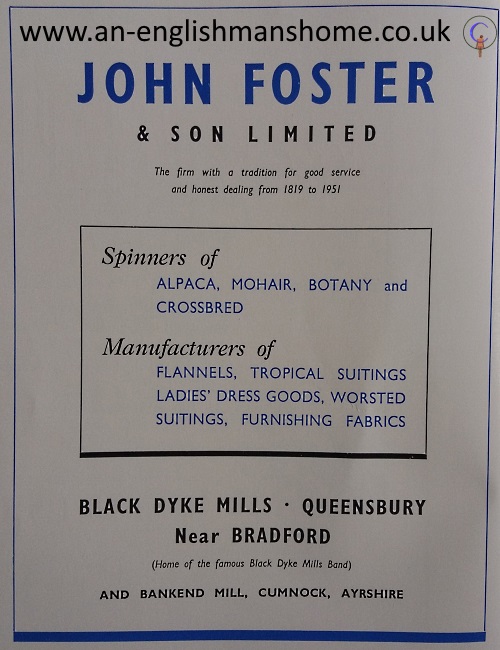 www.an-englishmanshome.co.uk
JOHN FOSTER
& SON LIMITED
The firm with a tradition for good service
and honest dealing from 1819 to 1951
Spinners of
ALPACA, MOHAIR, BOTANY and
CROSSBRED
Manufacturers of
FLANNELS, TROPICAL SUITINGS
LADIES' DRESS GOODS, WORSTED
SUITINGS, FURNISHING FABRICS
BLACK DYKE MILLS · QUEENSBURY
Near BRADFORD
(Home of the famous Black Dyke Mills Band)
AND BANKEND MILL, CUMNOCK, AYRSHIRE